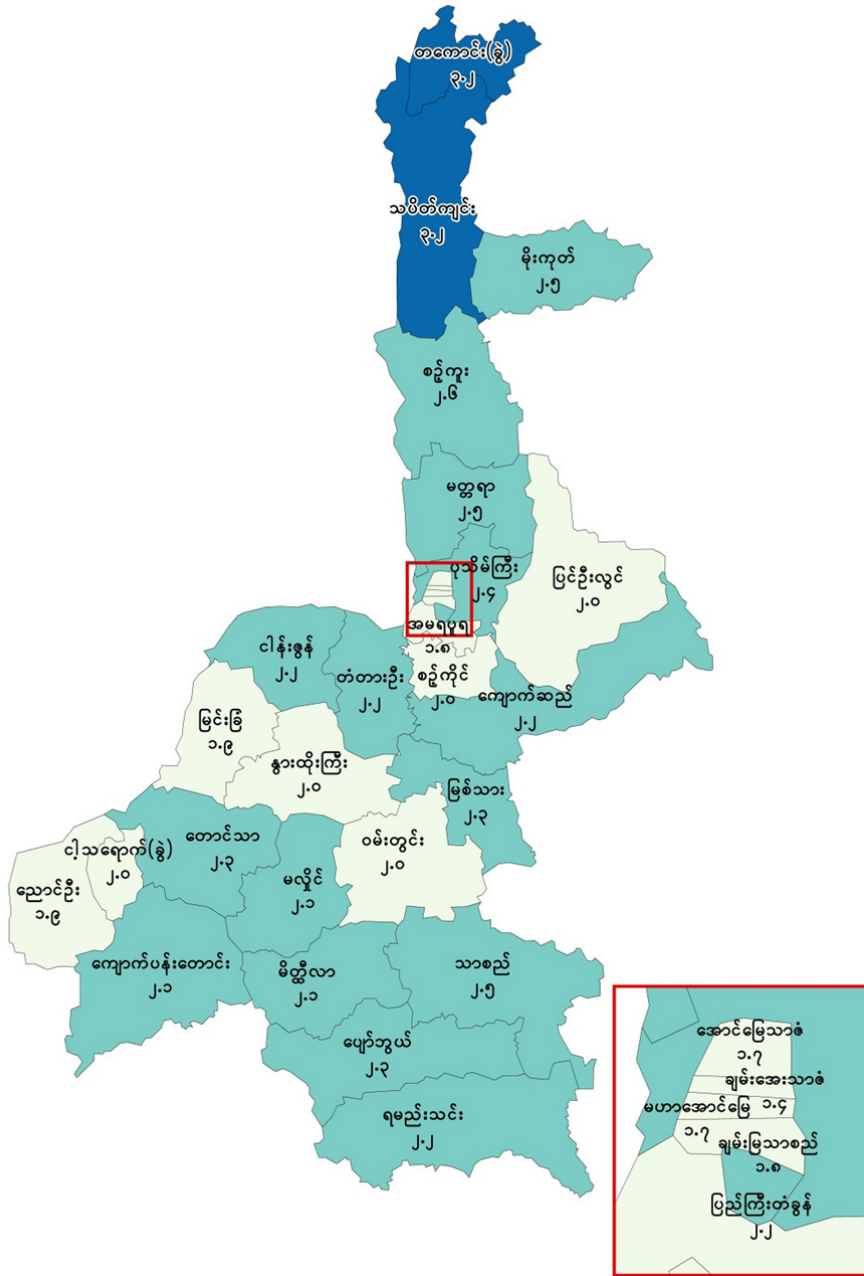 တကောင်း(ခွဲ)
၃.၂
သပိတ်ကျင်း
၃.၂
မိုးကုတ်
၂.၅
စဉ့်ကူး
၂.၆
မတ္တရာ
၂.၅
ပုသိမ်ကြီး
၂.၄
ပြင်ဦးလွင်
၂.၀
အမရပူရ
၁.၈
စဉ့်ကိုင်
၂.၀
ငါန်းဇွန်
၂.၂
တံတားဦး
၂.၂
ကျောက်ဆည်
၂.၂
မြင်းခြံ
၁.၉
နွားထိုးကြီး
၂.၀
မြစ်သား
၂.၃
တောင်သာ
၂.၃
ဝမ်းတွင်း
၂.၀
ငါ့သရောက်(ခွဲ)
၂.၀
မလှိုင်
၂.၁
ညောင်ဦး
၁.၉
ကျောက်ပန်းတောင်း
၂.၁
မိတ္ထီလာ
၂.၁
သာစည်
၂.၅
ပျော်ဘွယ်
၂.၃
ရမည်းသင်း
၂.၂
အောင်မြေသာဇံ
၁.၇
ချမ်းအေးသာဇံ
၁.၄
မဟာအောင်မြေ
၁.၇
ချမ်းမြသာစည်
၁.၈
ပြည်ကြီးတံခွန်
၂.၂